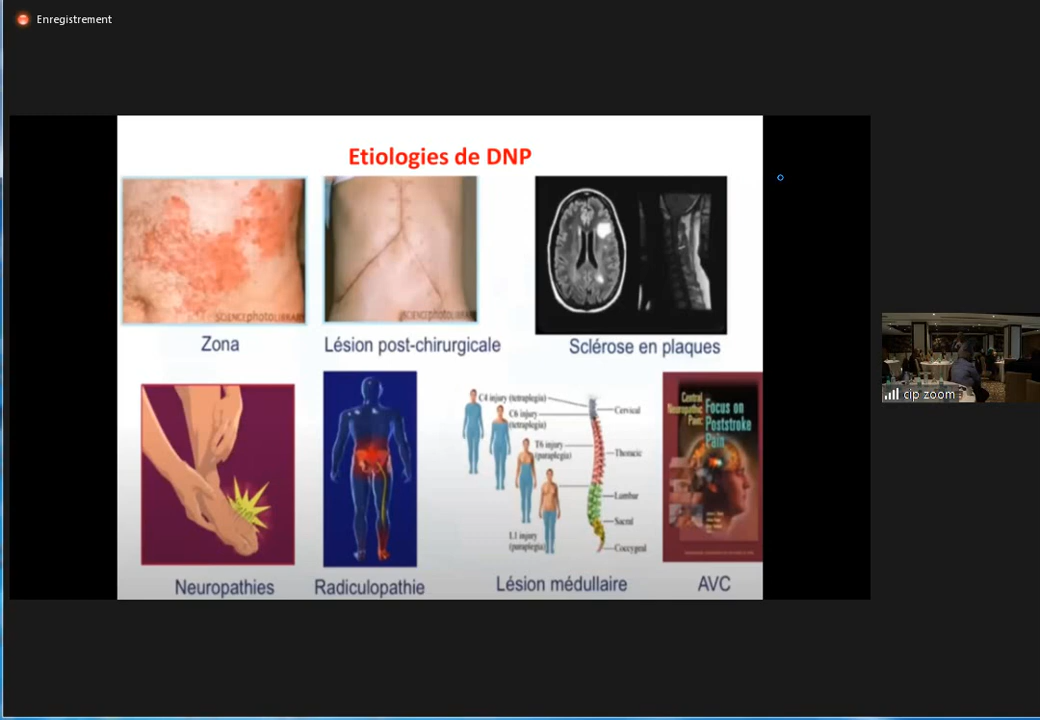 Enregistrement
Etiologies de DNP
SCIENCEphotoLIBRARY
SCIENCEphotoLIBRARY
Zona
Lésion post-chirurgicale
Sclérose en plaques
C4 injury (tetraplegia)
C6 injury
(tetraplegia)
T6 injury
(paraplegia)
L1 injury
(paraplegia)
Cervical
Thoracic
Lumbar
Sacral
Coccygeal
Central
Neuropathic
Pain:
Focus on
Poststroke
Pain
Neuropathies
Radiculopathie
Lésion médullaire
AVC
cip zoom